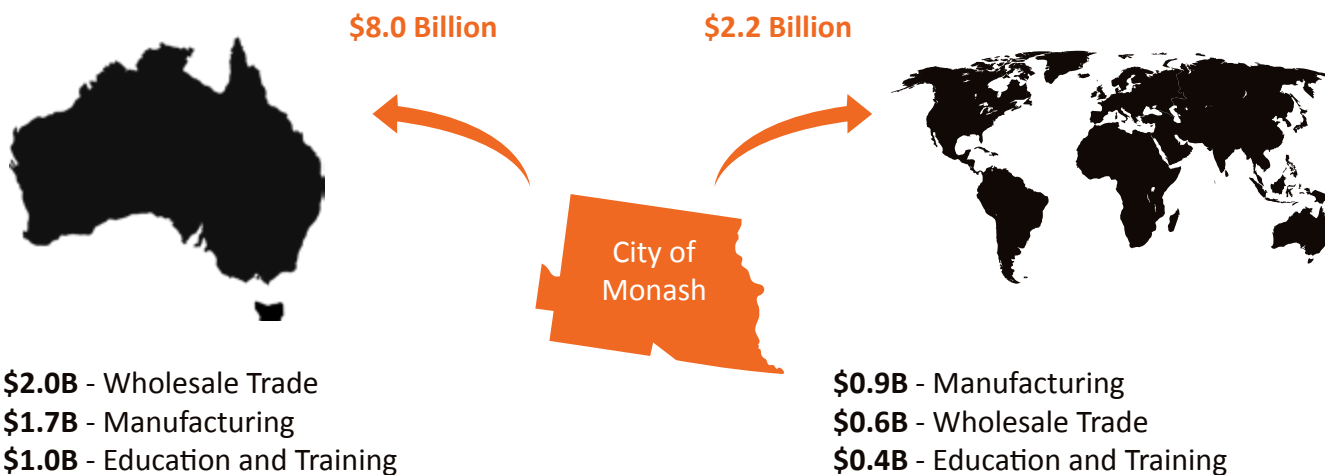 $8.0 Billion
$2.2 Billion
City of
Monash
$2.0B - Wholesale Trade
$1.7B - Manufacturing
$1.0B - Education and Training
$0.9B - Manufacturing
$0.6B - Wholesale Trade
$0.4B - Education and Training